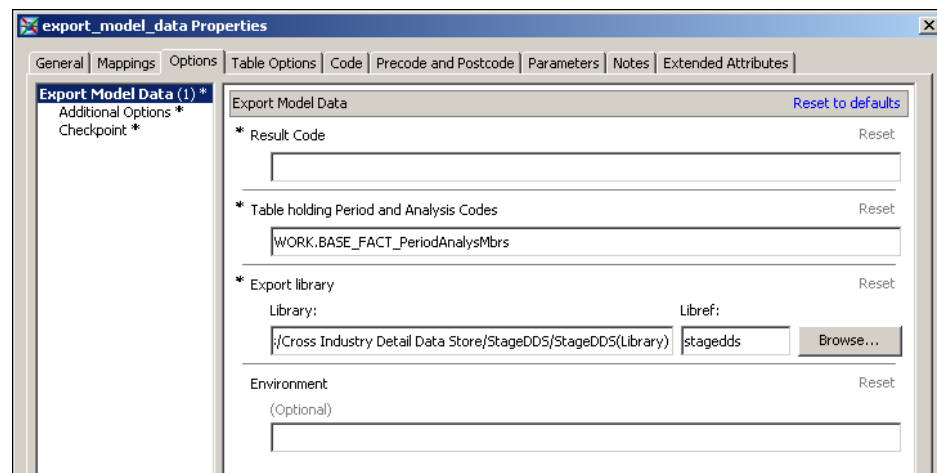 export_model_data Properties
General Mappings Options Table Options Code Precode and Postcode Parameters Notes Extended Attributes
Export Model Data (1) *
Additional Options *
Checkpoint *
Export Model Data Reset to defaults
* Result Code Reset
* Table holding Period and Analysis Codes Reset
WORK.BASE_FACT_PeriodAnalysMbrs
* Export library Reset
Library: Libref:
:/Cross Industry Detail Data Store/StageDDS/StageDDS(Library) stagedds Browse...
Environment Reset
(Optional)